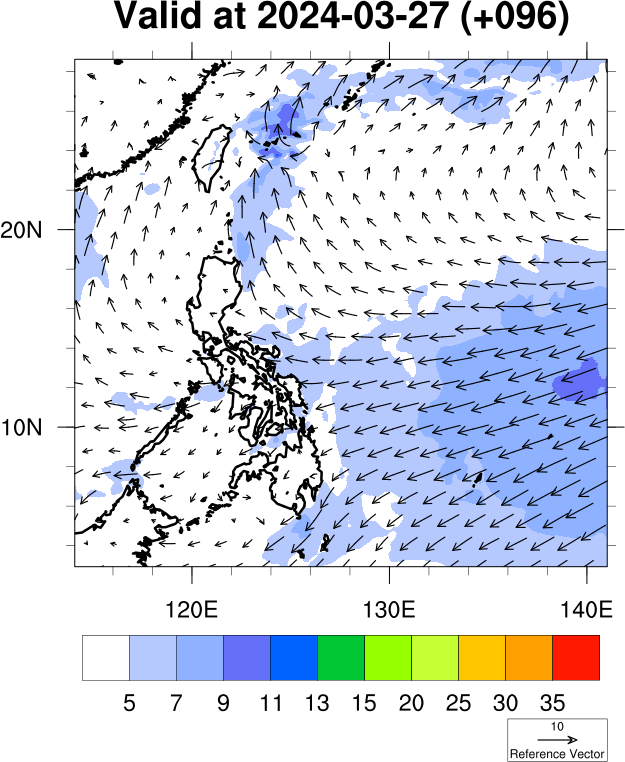 Valid at 2024-03-27 (+096)
20N
10N
120E 130E 140E
5 7 9 11 13 15 20 25 30 35
10
Reference Vector